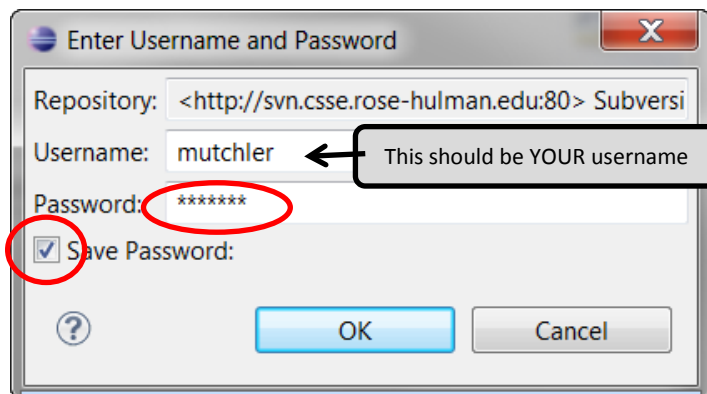 Enter Username and Password
X
Repository: <http://svn.csse.rose-hulman.edu:80> Subversi
Username: mutchler This should be YOUR username
Password: *******
Save Password:
? OK Cancel